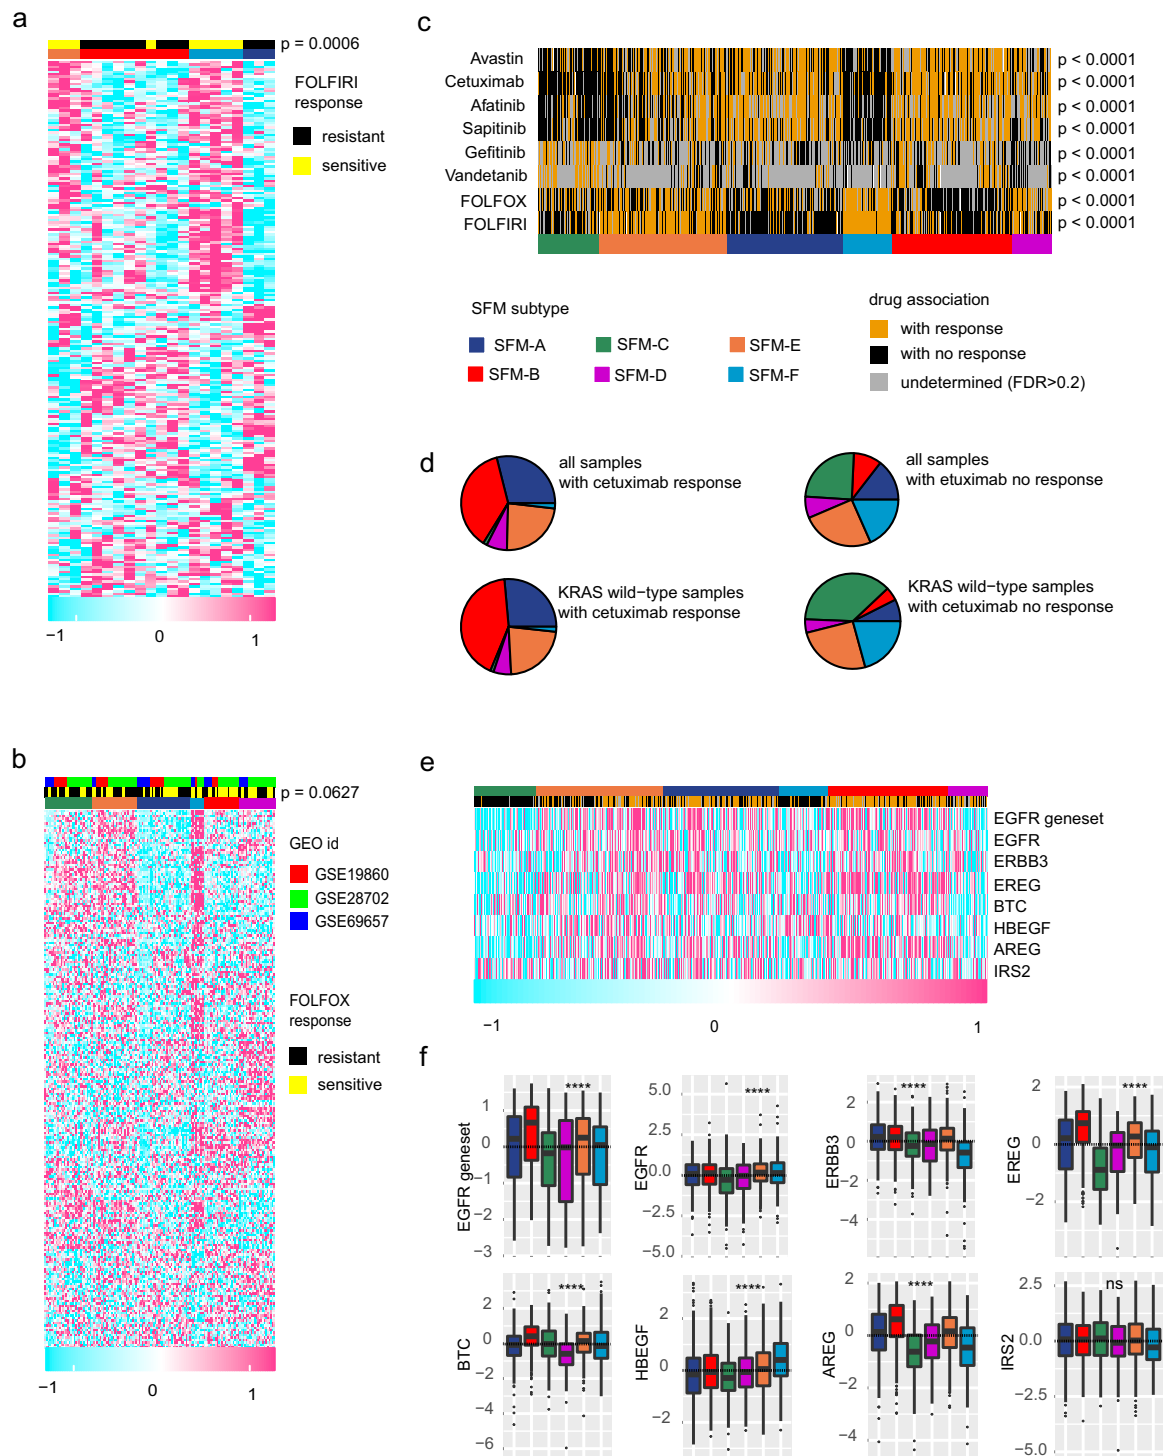 a
p = 0.0006
FOLFIRI
response
resistant
sensitive
−1 0 1
b
p = 0.0627
GEO id
GSE19860
GSE28702
GSE69657
FOLFOX
response
resistant
sensitive
−1 0 1
c
Avastin p < 0.0001
Cetuximab p < 0.0001
Afatinib p < 0.0001
Sapitinib p < 0.0001
Gefitinib p < 0.0001
Vandetanib p < 0.0001
FOLFOX p < 0.0001
FOLFIRI p < 0.0001
SFM subtype
SFM-A SFM-C SFM-E
SFM-B SFM-D SFM-F
drug association
with response
with no response
undetermined (FDR>0.2)
d
all samples
with cetuximab response
all samples
with etuximab no response
KRAS wild−type samples
with cetuximab response
KRAS wild−type samples
with cetuximab no response
e
EGFR geneset
EGFR
ERBB3
EREG
BTC
HBEGF
AREG
IRS2
−1 0 1
f
EGFR geneset
1
0
−1
−2
−3
****
EGFR
5.0
2.5
0.0
−2.5
−5.0
****
ERBB3
2
0
−2
−4
****
EREG
2
0
−2
****
BTC
2
0
−2
−4
−6
****
HBEGF
2
0
−2
****
AREG
2
0
−2
−4
****
IRS2
2.5
0.0
−2.5
−5.0
ns